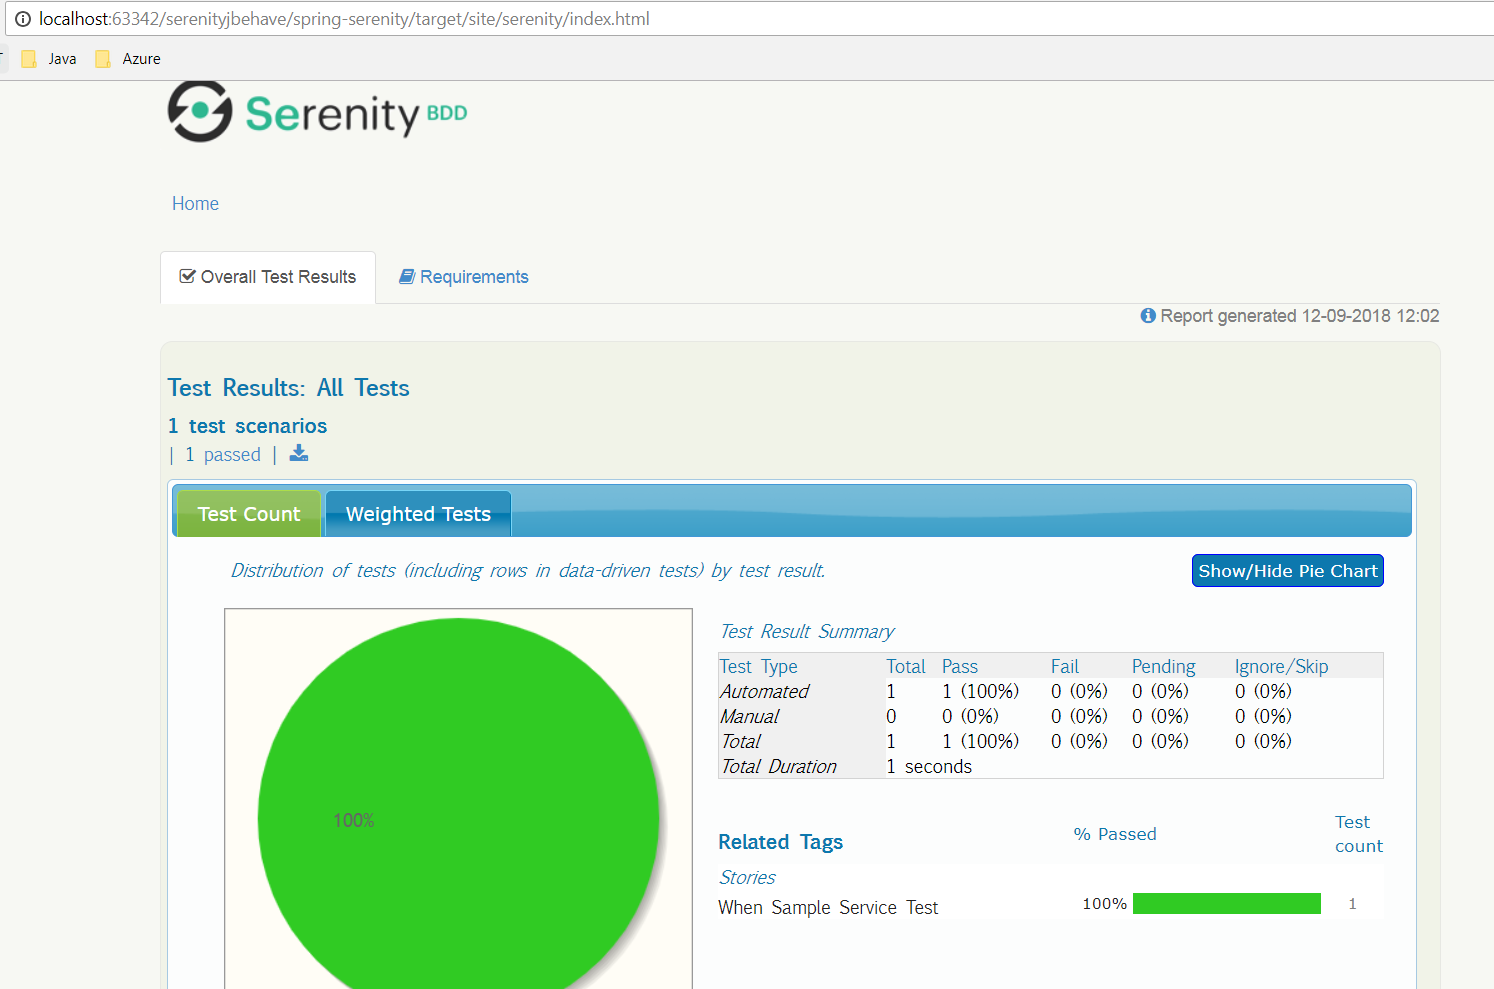 localhost:63342/serenityjbehave/spring-serenity/target/site/serenity/index.html
Java Azure
Serenity BDD
Home
Overall Test Results Requirements
Report generated 12-09-2018 12:02
Test Results: All Tests
1 test scenarios
| 1 passed |
Test Count Weighted Tests
Distribution of tests (including rows in data-driven tests) by test result.
Show/Hide Pie Chart
100%
Test Result Summary
Test Type Total Pass Fail Pending Ignore/Skip
Automated 1 1 (100%) 0 (0%) 0 (0%) 0 (0%)
Manual 0 0 (0%) 0 (0%) 0 (0%) 0 (0%)
Total 1 1 (100%) 0 (0%) 0 (0%) 0 (0%)
Total Duration 1 seconds
Related Tags % Passed Test count
Stories
When Sample Service Test 100% 1